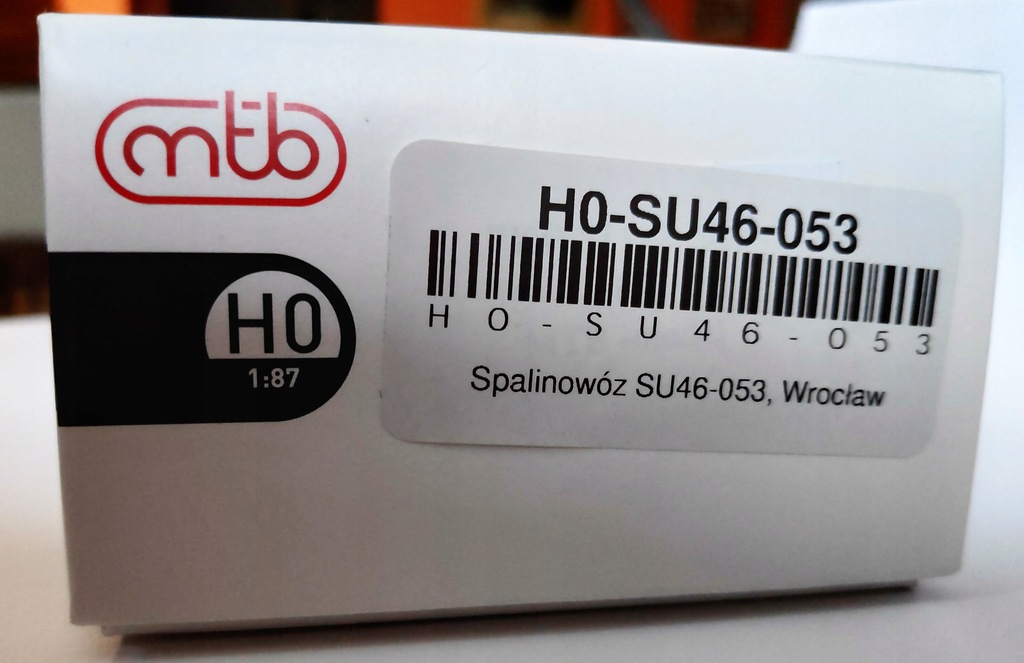 mtb
H0
1:87
H0-SU46-053
H0-SU46-053
Spalinowóz SU46-053, Wrocław